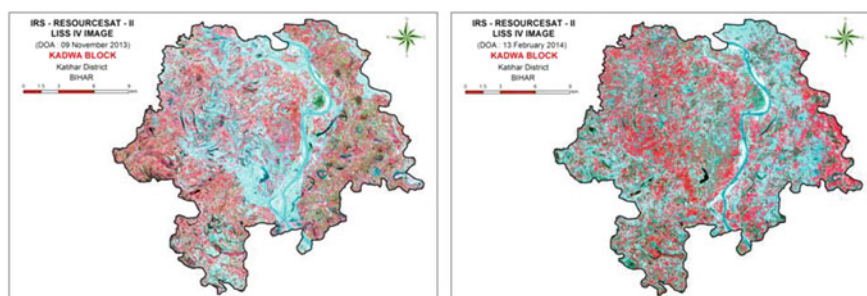 IRS - RESOURCESAT - II
LISS IV IMAGE
(DOA : 09 November 2013)
KADWA BLOCK
Katihar District
BIHAR
IRS - RESOURCESAT - II
LISS IV IMAGE
(DOA : 13 February 2014)
KADWA BLOCK
Katihar District
BIHAR